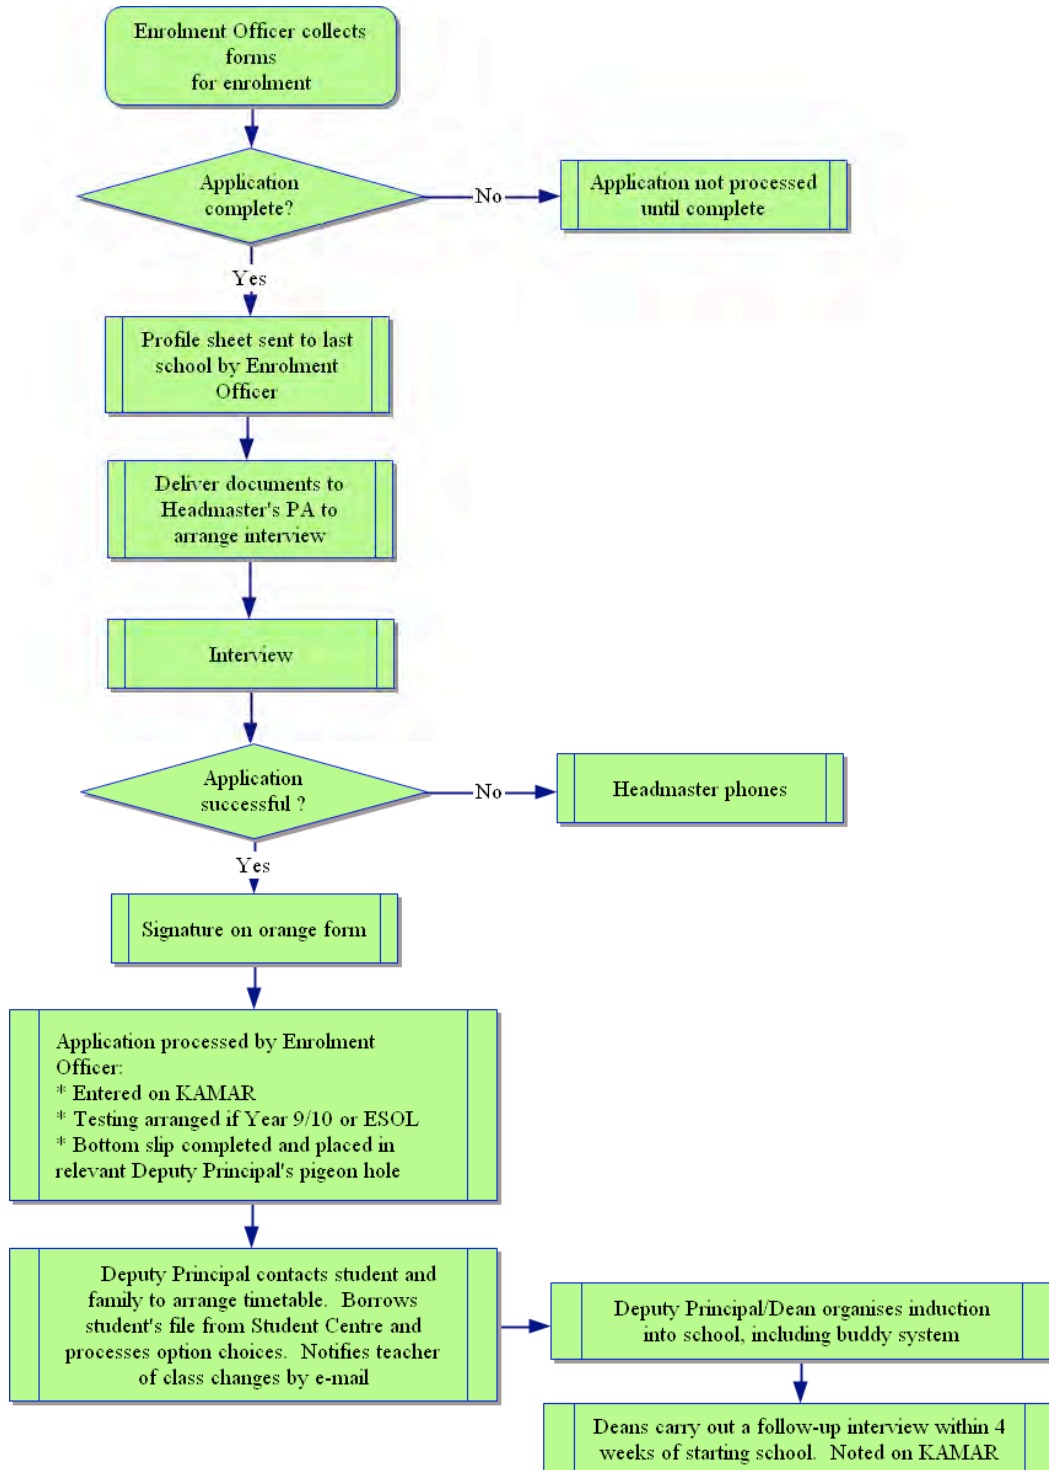 Enrolment Officer collects
forms
for enrolment
Application
complete?
No
Application not processed
until complete
Yes
Profile sheet sent to last
school by Enrolment
Officer
Deliver documents to
Headmaster's PA to
arrange interview
Interview
Application
successful ?
No
Headmaster phones
Yes
Signature on orange form
Application processed by Enrolment
Officer:
* Entered on KAMAR
* Testing arranged if Year 9/10 or ESOL
* Bottom slip completed and placed in
relevant Deputy Principal's pigeon hole
Deputy Principal contacts student and
family to arrange timetable.  Borrows
student's file from Student Centre and
processes option choices.  Notifies teacher
of class changes by e-mail
Deputy Principal/Dean organises induction
into school, including buddy system
Deans carry out a follow-up interview within 4
weeks of starting school.  Noted on KAMAR